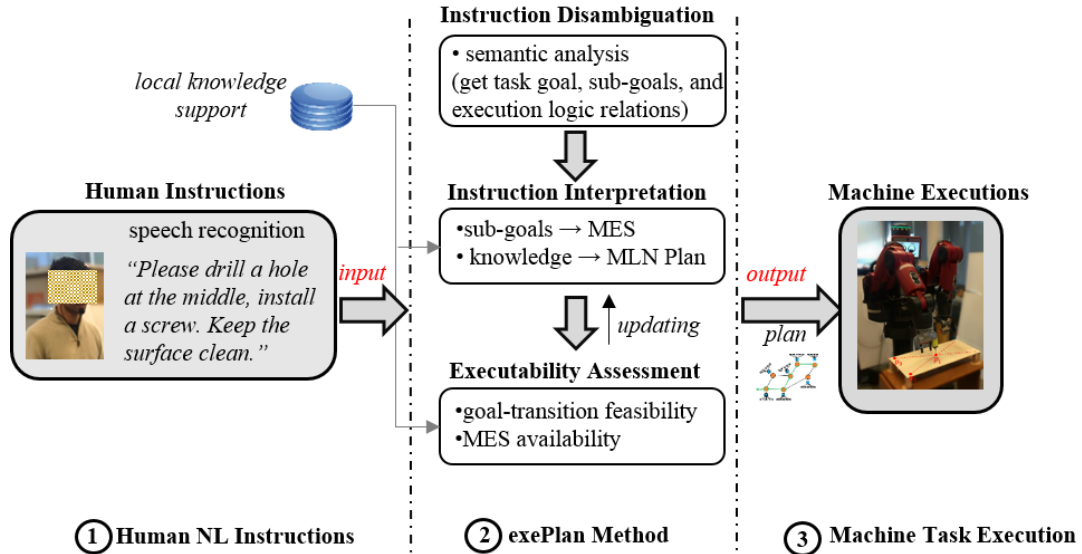 Instruction Disambiguation
• semantic analysis
(get task goal, sub-goals, and
execution logic relations)
local knowledge
support
Human Instructions
speech recognition
“Please drill a hole
at the middle, install
a screw. Keep the
surface clean.”
input
Instruction Interpretation
•sub-goals → MES
• knowledge → MLN Plan
updating
Executability Assessment
•goal-transition feasibility
•MES availability
output
plan
Machine Executions
1 Human NL Instructions
2 exePlan Method
3 Machine Task Execution